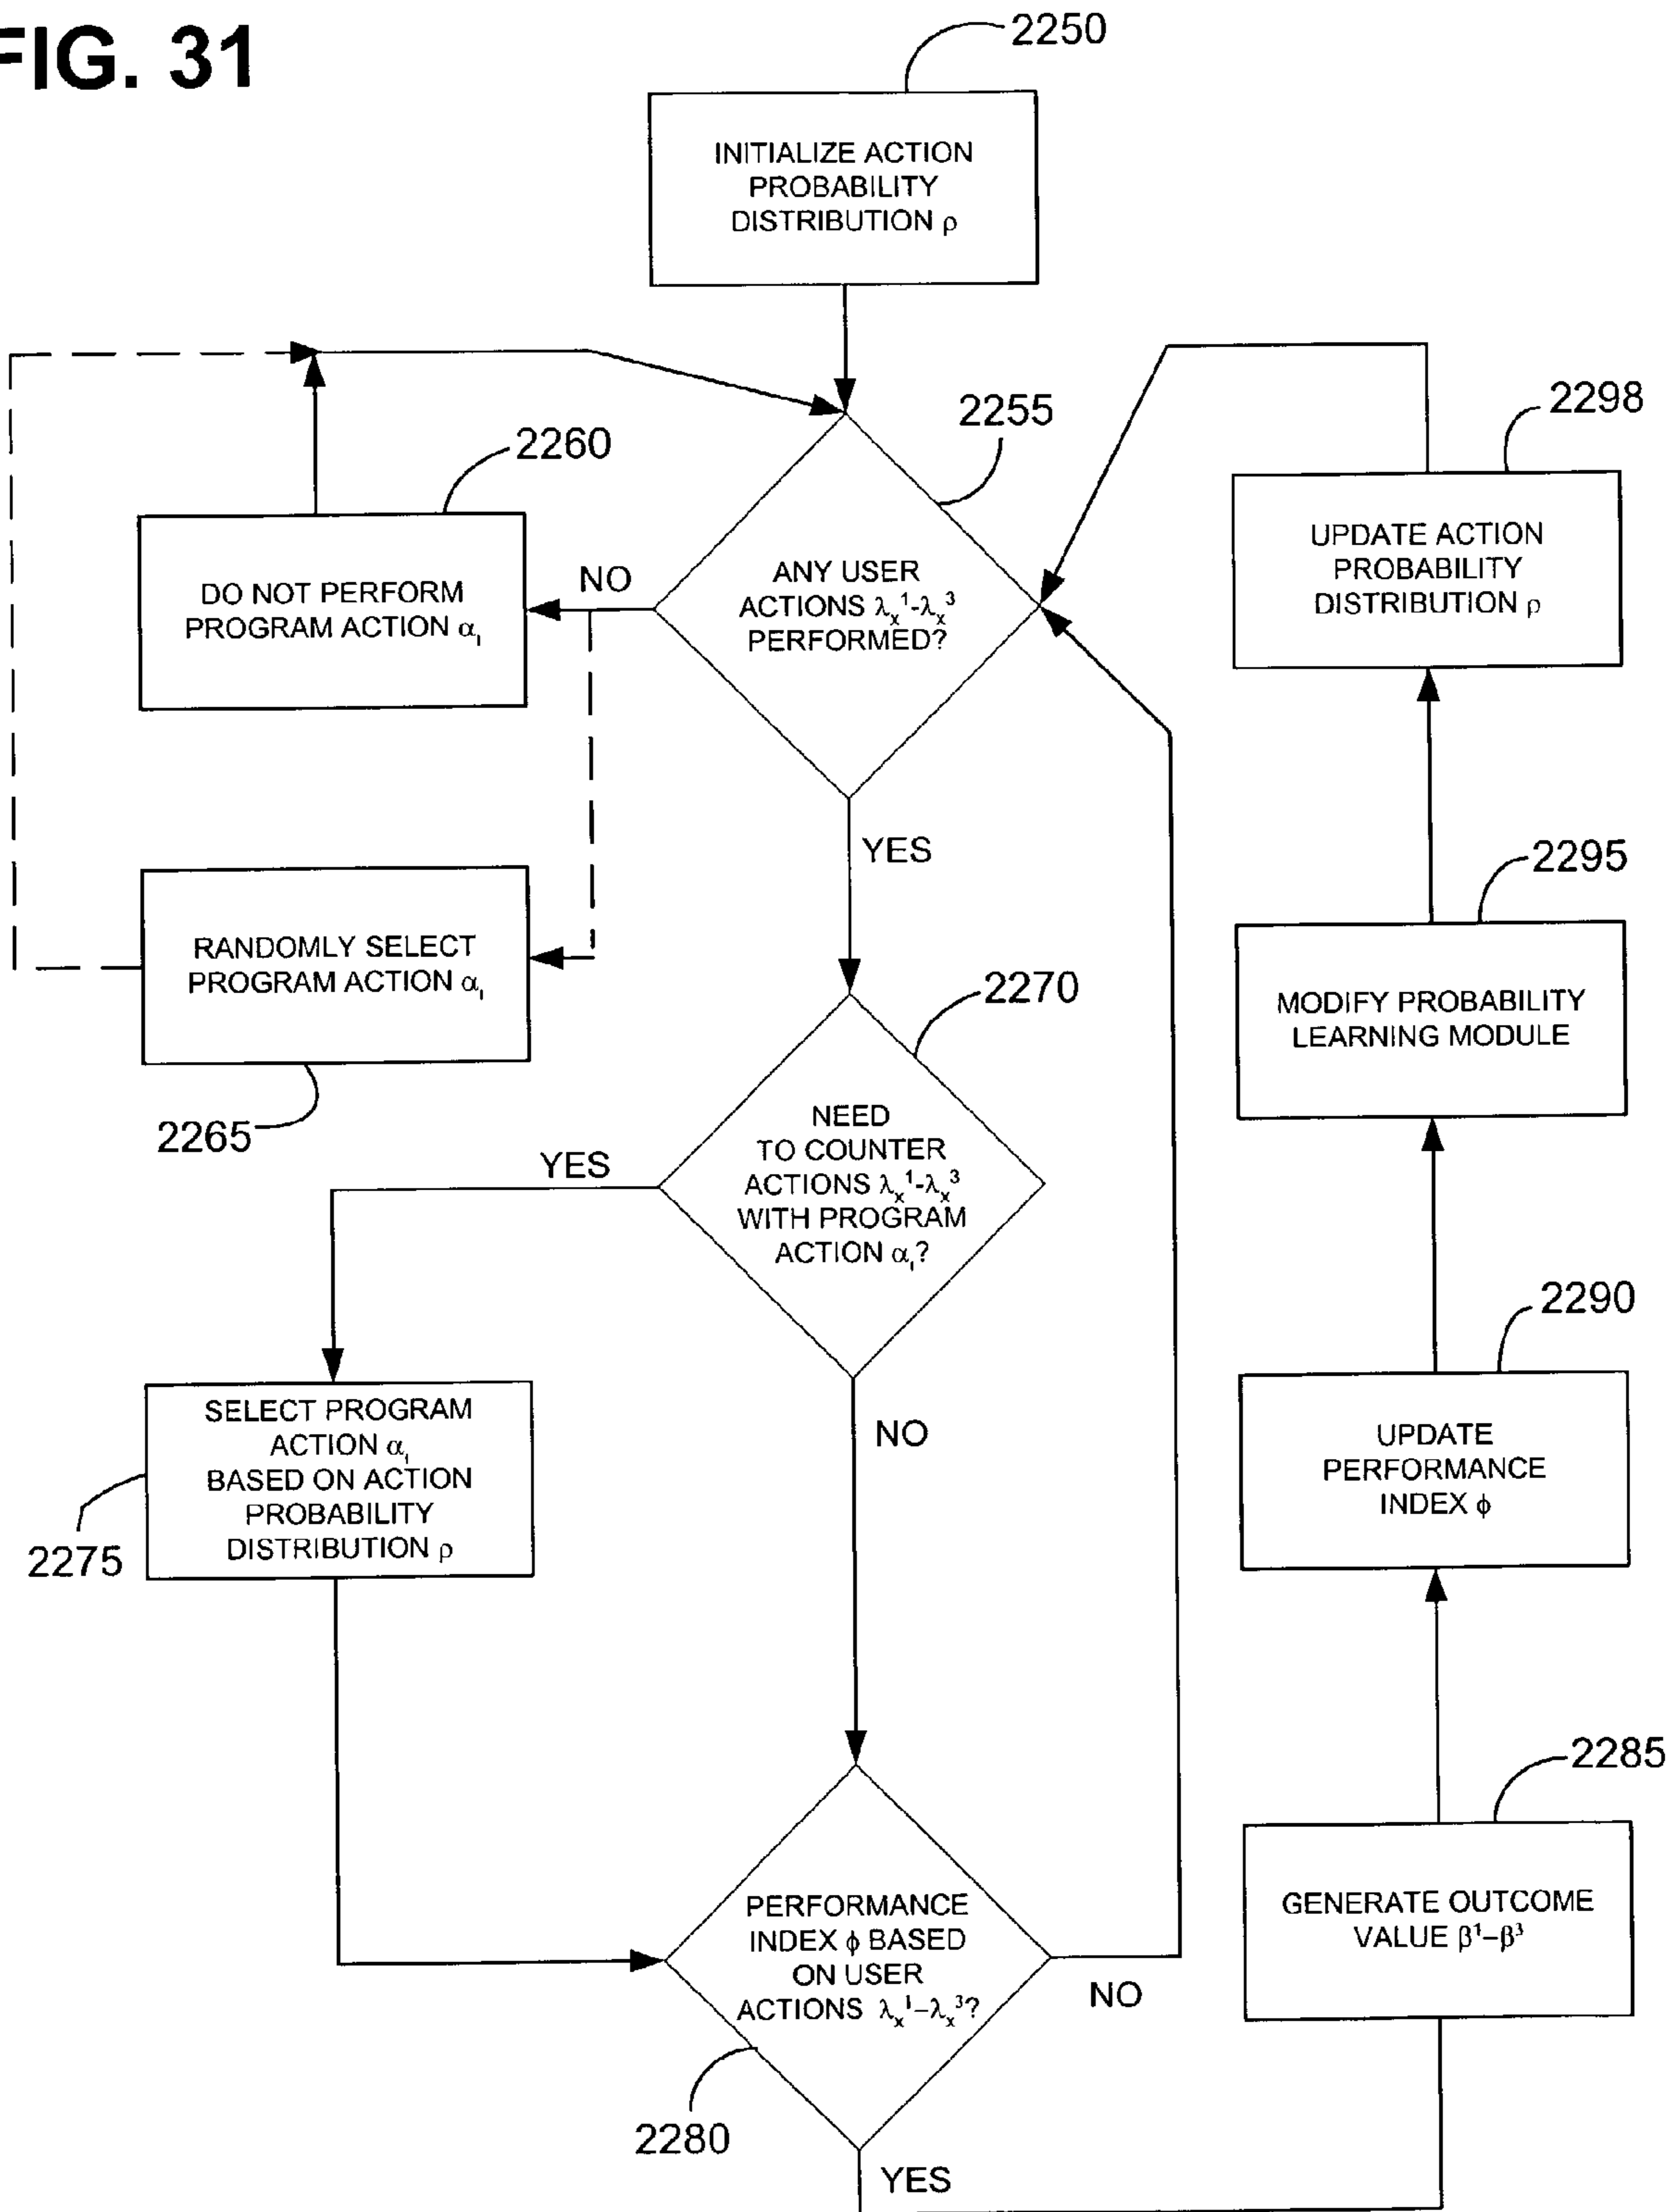 FIG. 31
2250
INITIALIZE ACTION
PROBABILITY
DISTRIBUTION ρ
2255
ANY USER
ACTIONS λₓ¹-λₓ³
PERFORMED?
NO
2260
DO NOT PERFORM
PROGRAM ACTION αᵢ
RANDOMLY SELECT
PROGRAM ACTION αᵢ
2265
YES
2270
NEED
TO COUNTER
ACTIONS λₓ¹-λₓ³
WITH PROGRAM
ACTION αᵢ?
YES
NO
SELECT PROGRAM
ACTION αᵢ
BASED ON ACTION
PROBABILITY
DISTRIBUTION ρ
2275
PERFORMANCE
INDEX ϕ BASED
ON USER
ACTIONS λₓ¹–λₓ³?
2280
NO
YES
2285
GENERATE OUTCOME
VALUE β¹–β³
2290
UPDATE
PERFORMANCE
INDEX ϕ
2295
MODIFY PROBABILITY
LEARNING MODULE
2298
UPDATE ACTION
PROBABILITY
DISTRIBUTION ρ